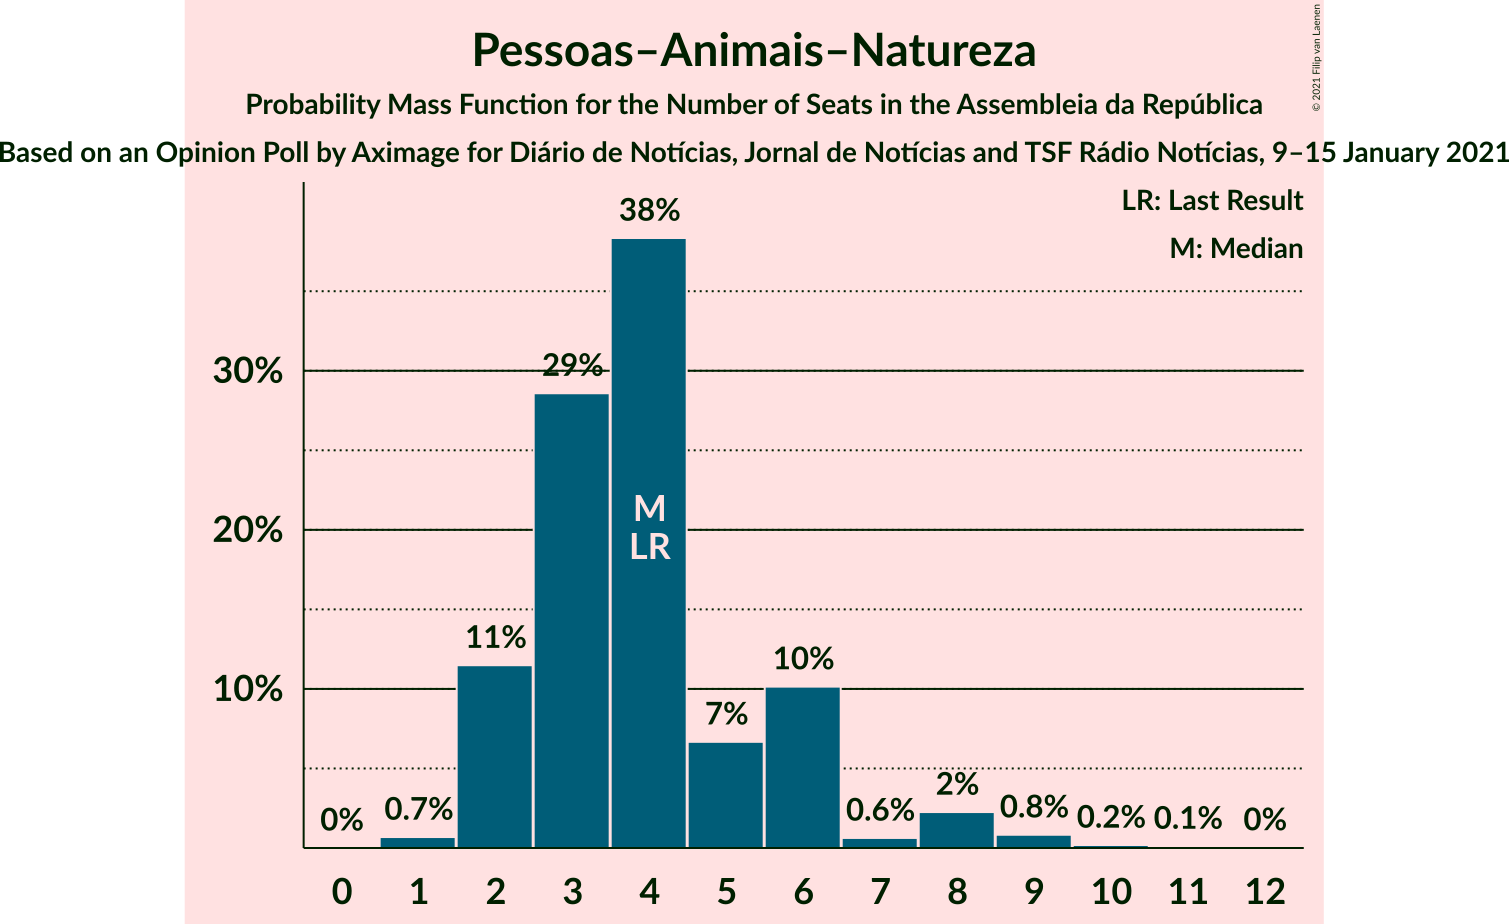 Pessoas–Animais–Natureza
Probability Mass Function for the Number of Seats in the Assembleia da República
Based on an Opinion Poll by Aximage for Diário de Notícias, Jornal de Notícias and TSF Rádio Notícias, 9–15 January 2021
© 2021 Filip van Laenen
LR: Last Result
M: Median
30%
20%
10%
0%
0.7%
11%
29%
38%
7%
10%
0.6%
2%
0.8%
0.2%
0.1%
0%
M
LR
0 1 2 3 4 5 6 7 8 9 10 11 12